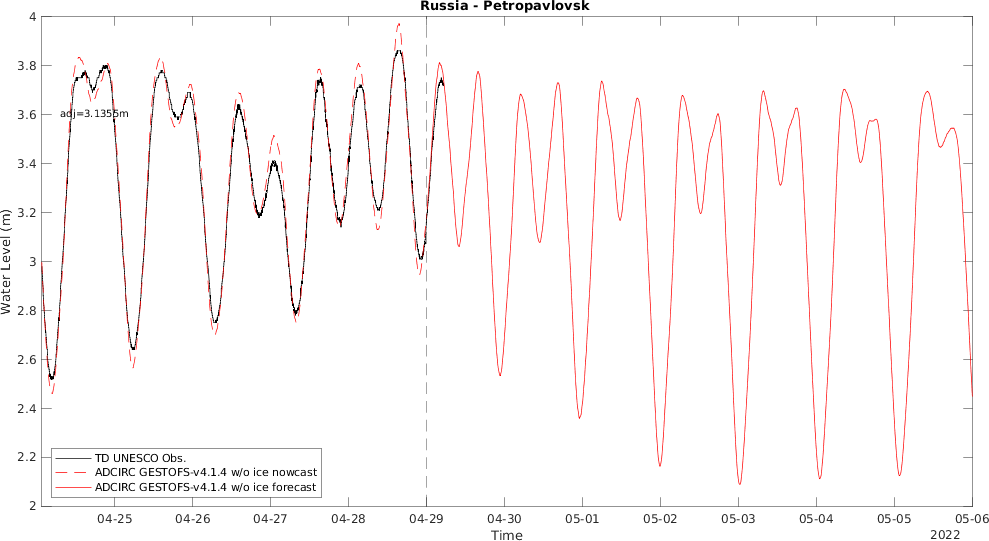 Russia - Petropavlovsk
4
3.8
3.6
3.4
3.2
3
2.8
2.6
2.4
2.2
2
Water Level (m)
adj=3.1355m
TD UNESCO Obs.
ADCIRC GESTOFS-v4.1.4 w/o ice nowcast
ADCIRC GESTOFS-v4.1.4 w/o ice forecast
04-25 04-26 04-27 04-28 04-29 04-30 05-01 05-02 05-03 05-04 05-05 05-06
Time
2022